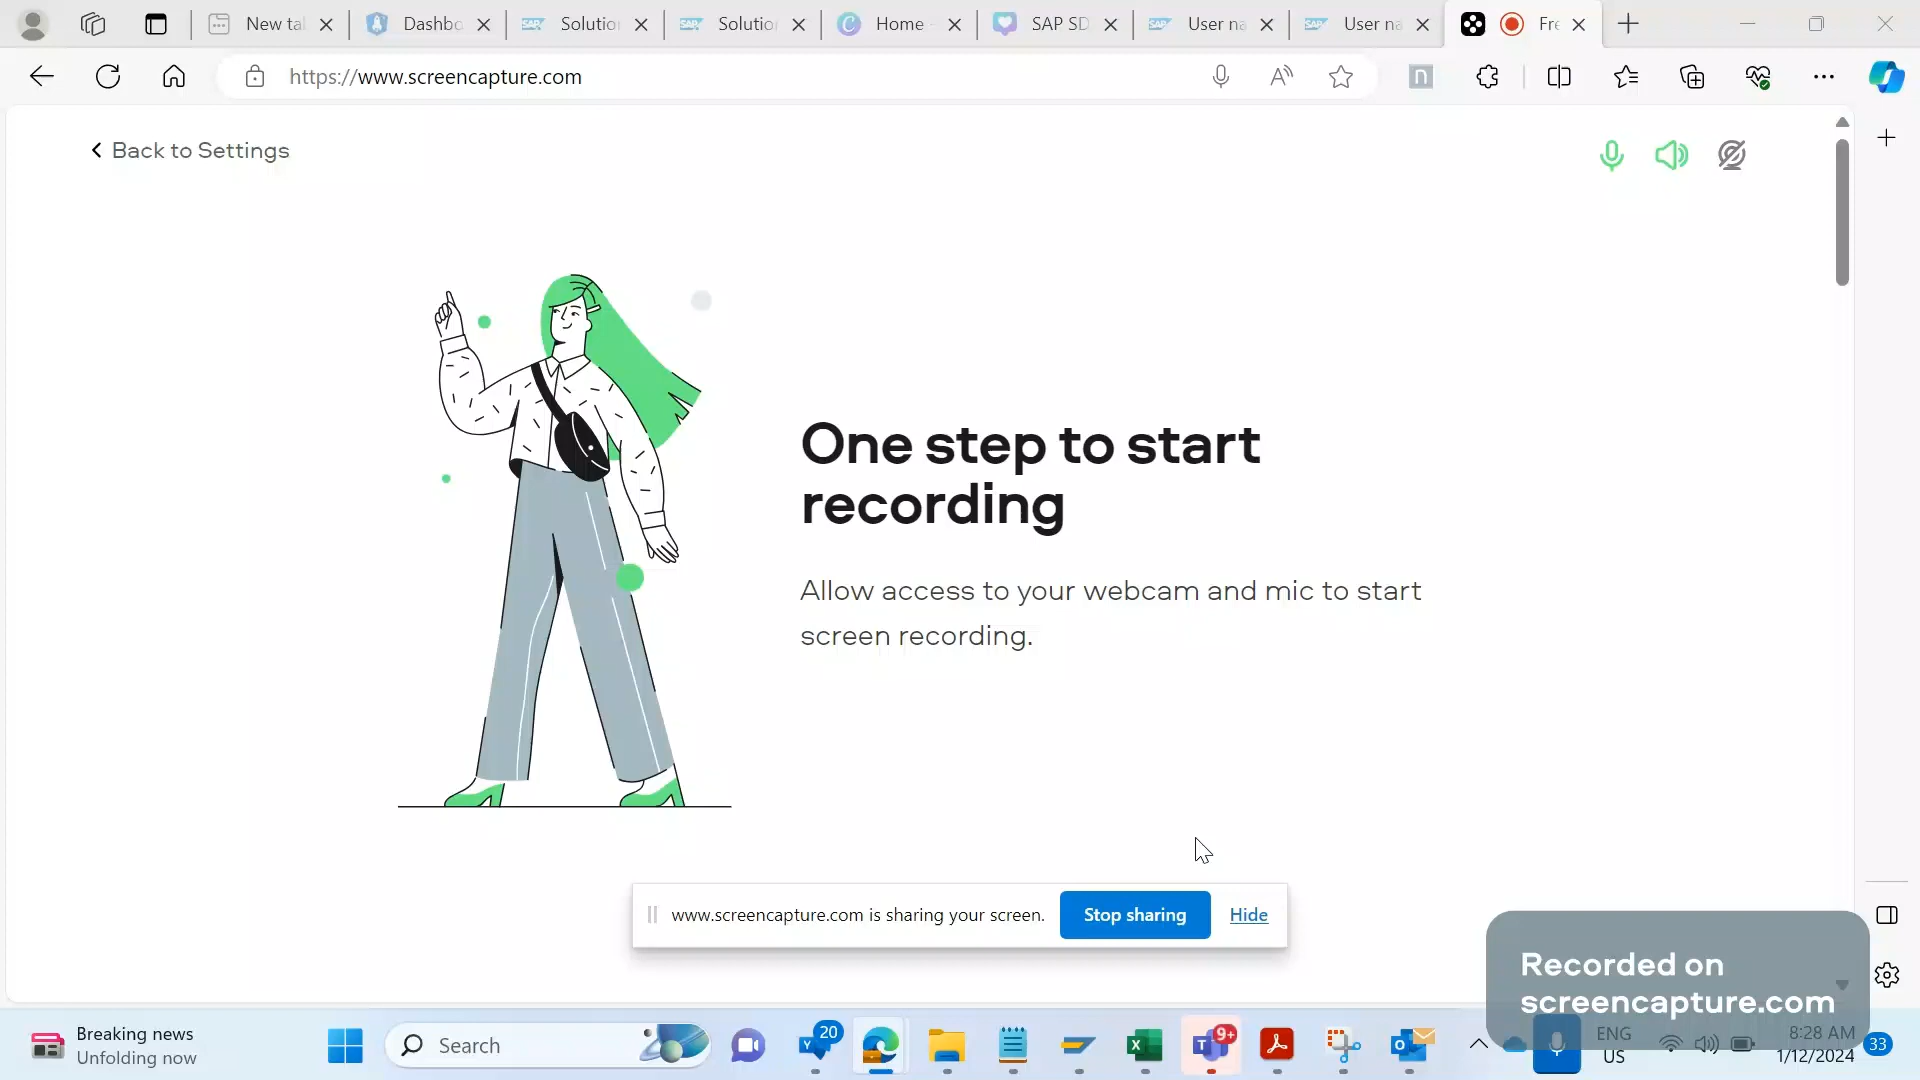 New ta
Dashbo
Solution
Solution
Home -
SAP SD
User na
User na
Fre
https://www.screencapture.com
Back to Settings
One step to start
recording
Allow access to your webcam and mic to start
screen recording.
www.screencapture.com is sharing your screen.
Stop sharing
Hide
Recorded on
screencapture.com
Breaking news
Unfolding now
Search
20
9+
ENG
US
8:28 AM
1/12/2024
33